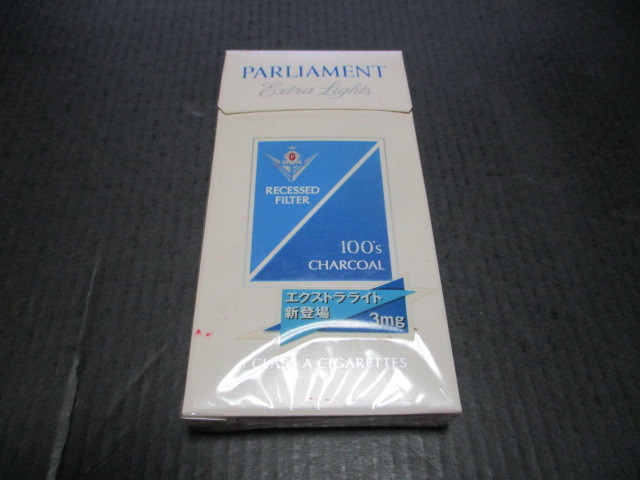 PARLIAMENT
Extra Lights
P
RECESSED
FILTER
100's
CHARCOAL
エクストラライト
新登場
3mg
CLASS A CIGARETTES